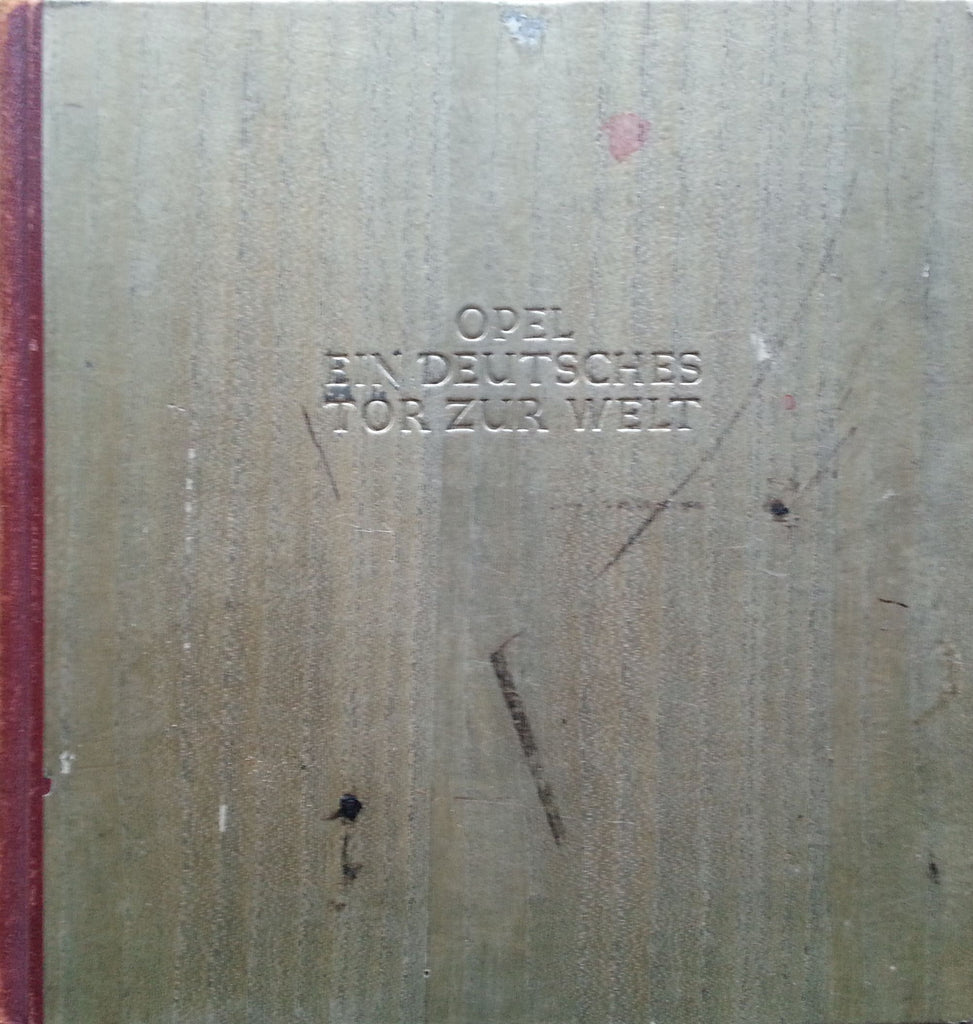 OPEL
EIN DEUTSCHES
TOR ZUR WELT